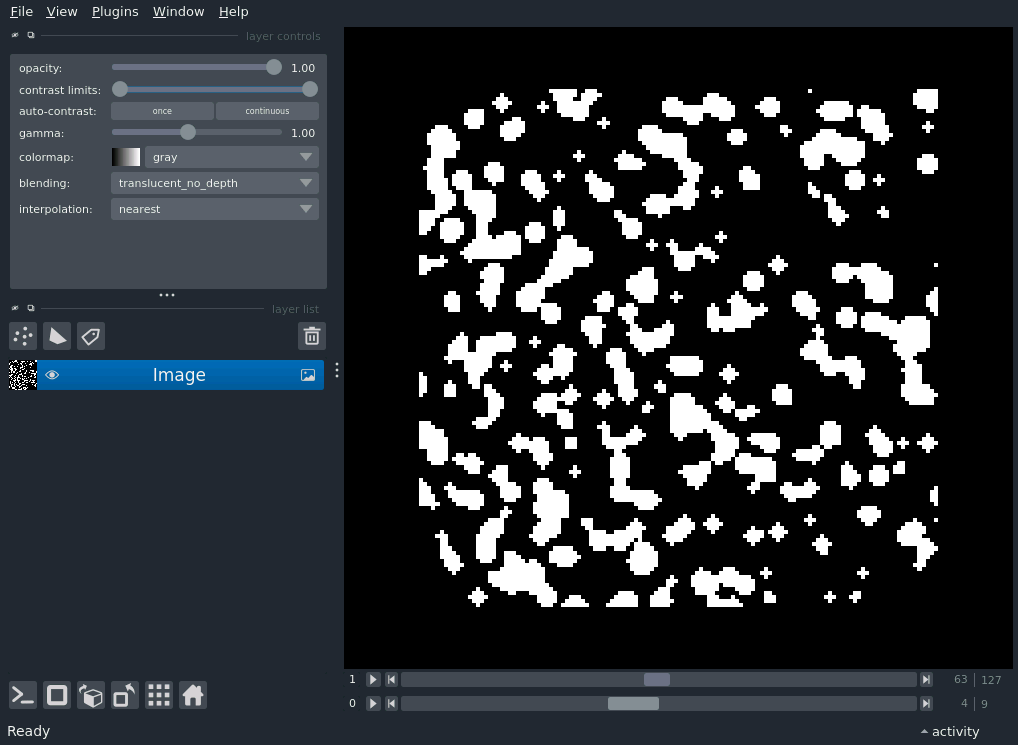 File View Plugins Window Help
layer controls
opacity: 1.00
contrast limits:
auto-contrast: once continuous
gamma: 1.00
colormap: gray
blending: translucent_no_depth
interpolation: nearest
layer list
Image
1 63 127
0 4 9
Ready activity